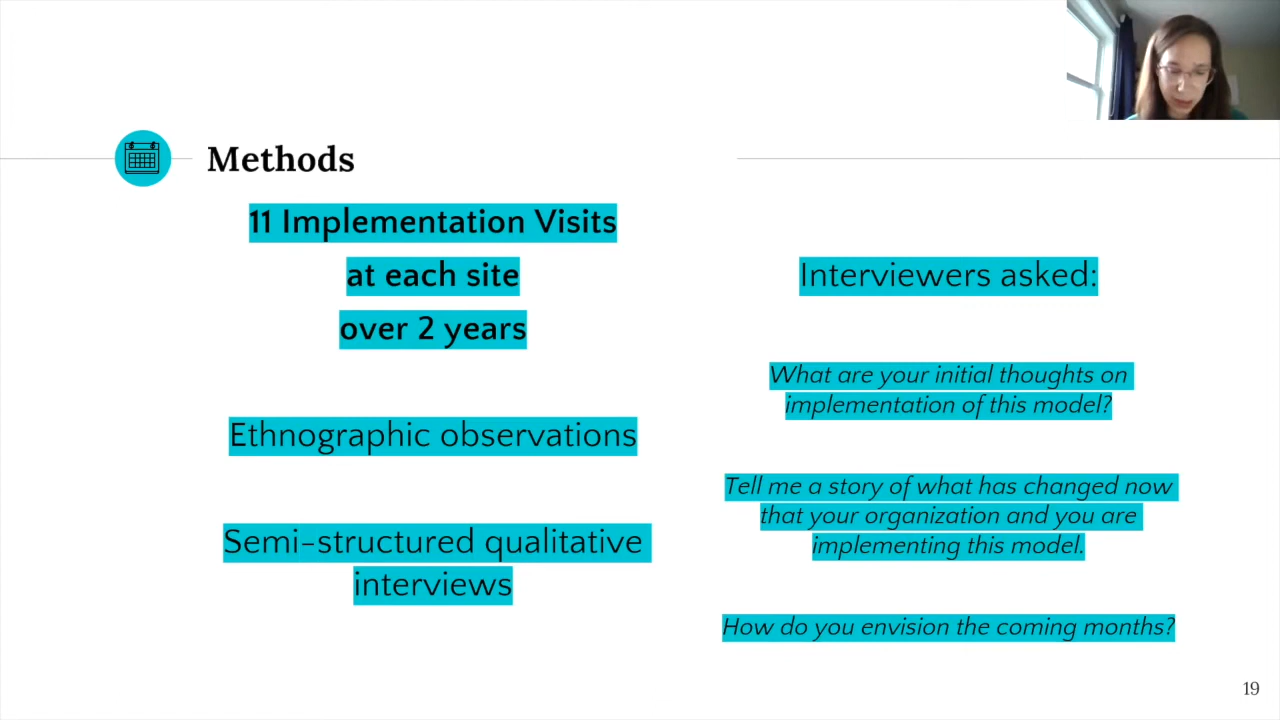 Methods
11 Implementation Visits
at each site
over 2 years
Ethnographic observations
Semi-structured qualitative
interviews
Interviewers asked:
What are your initial thoughts on
implementation of this model?
Tell me a story of what has changed now
that your organization and you are
implementing this model.
How do you envision the coming months?
19